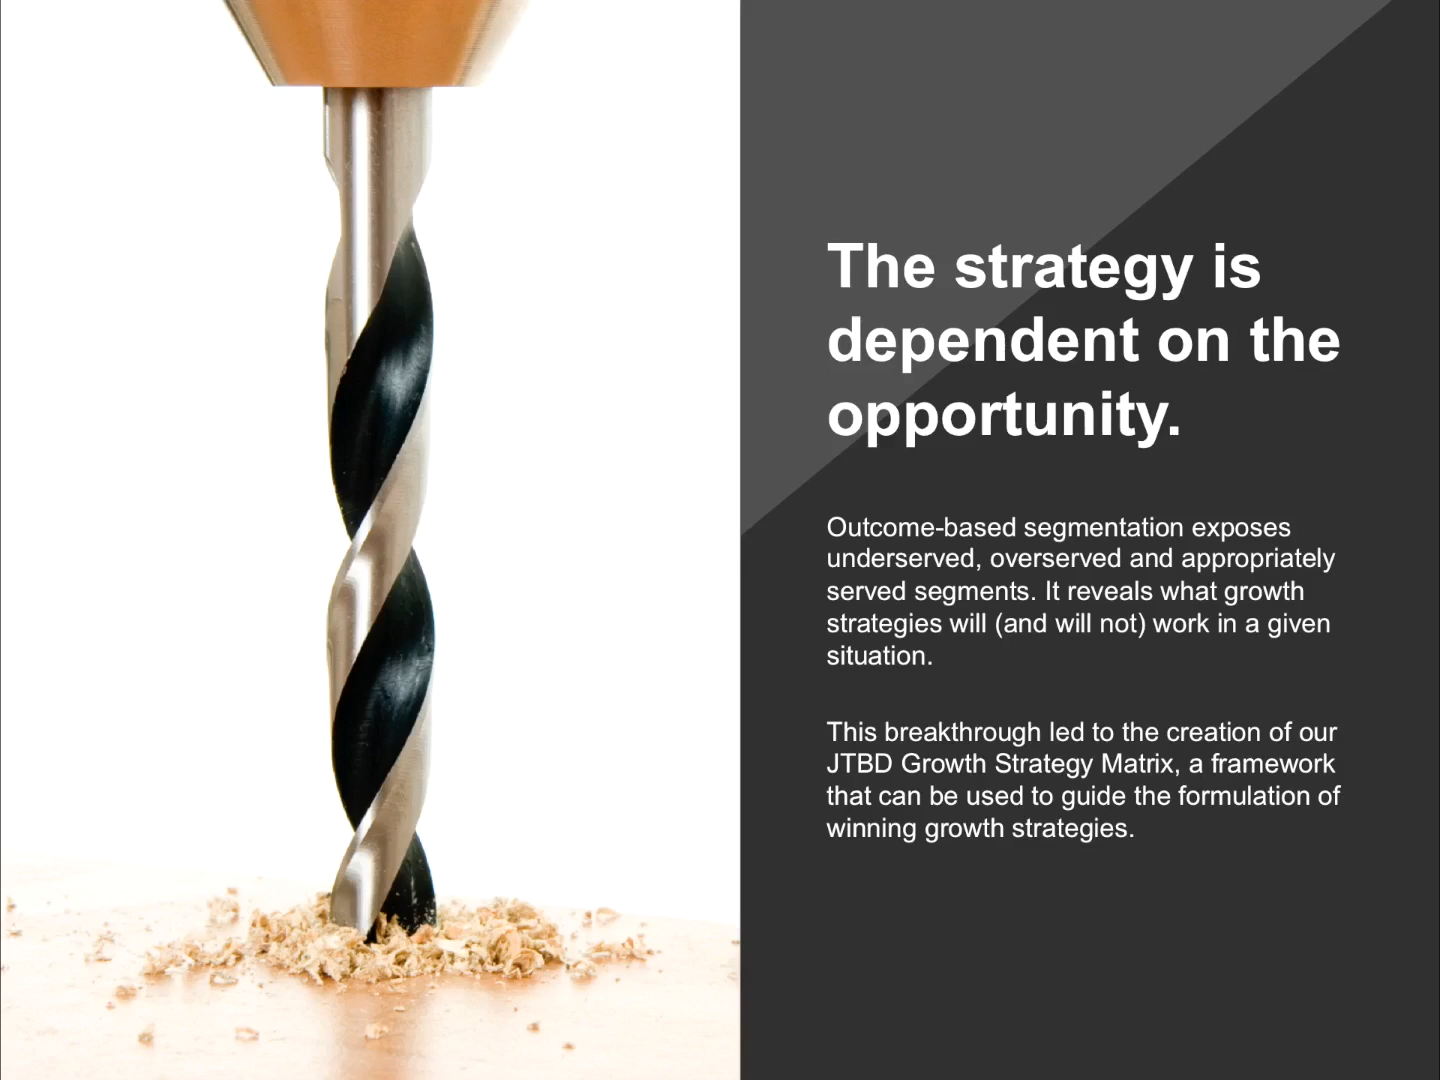 The strategy is
dependent on the
opportunity.
Outcome-based segmentation exposes
underserved, overserved and appropriately
served segments. It reveals what growth
strategies will (and will not) work in a given
situation.
This breakthrough led to the creation of our
JTBD Growth Strategy Matrix, a framework
that can be used to guide the formulation of
winning growth strategies.